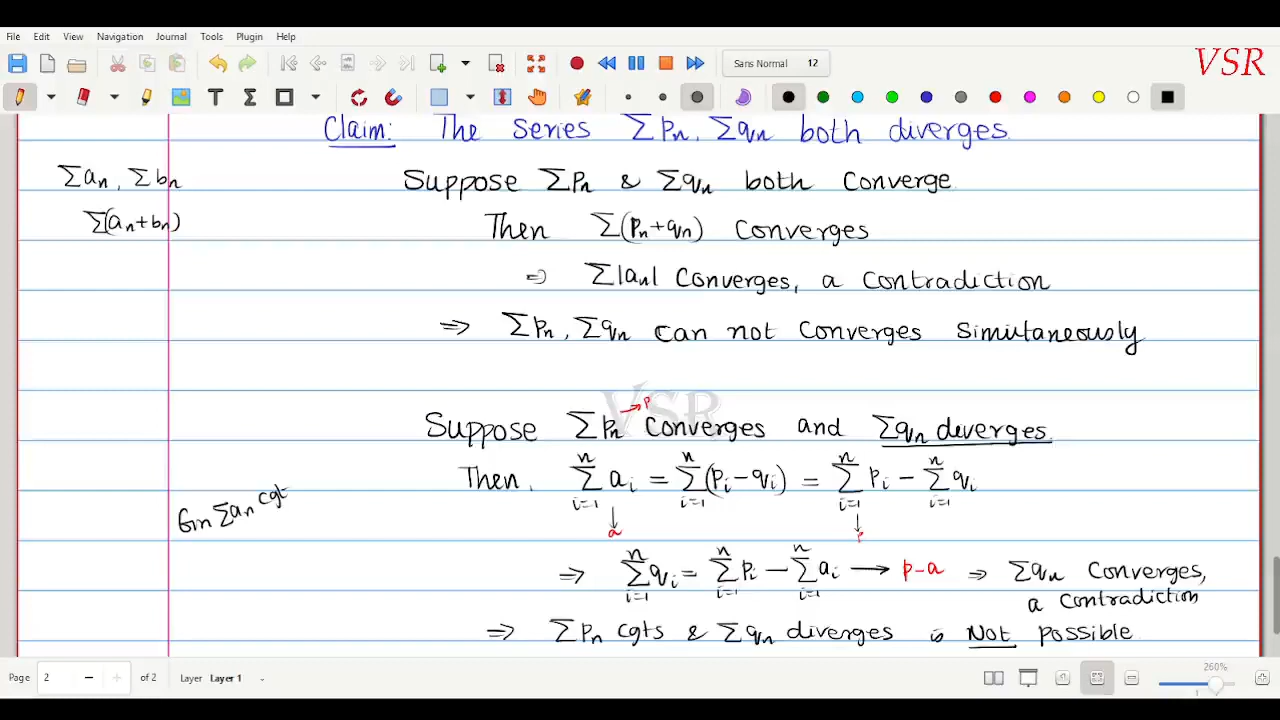 File Edit View Navigation Journal Tools Plugin Help
VSR
Sans Normal 12
Claim: The Series Σpn, Σqn both diverges.
Σan, Σbn
Σ(an+bn)
Suppose Σpn & Σqn both Converge
Then Σ(pn+qn) Converges
⇒ Σ|an| Converges, a Contradiction
⇒ Σpn, Σqn can not Converges Simultaneously
VSR
Suppose Σpn → p Converges and Σqn diverges.
Then, Σ_{i=1}^{n} ai = Σ_{i=1}^{n} (pi − qi) = Σ_{i=1}^{n} pi − Σ_{i=1}^{n} qi
↓ a ↓ p
Gn Σan cgt
⇒ Σ_{i=1}^{n} qi = Σ_{i=1}^{n} pi − Σ_{i=1}^{n} ai → p-a ⇒ Σqn Converges,
a Contradiction
⇒ Σpn cgts & Σqn diverges is Not possible
Page 2 of 2 Layer Layer 1 260%